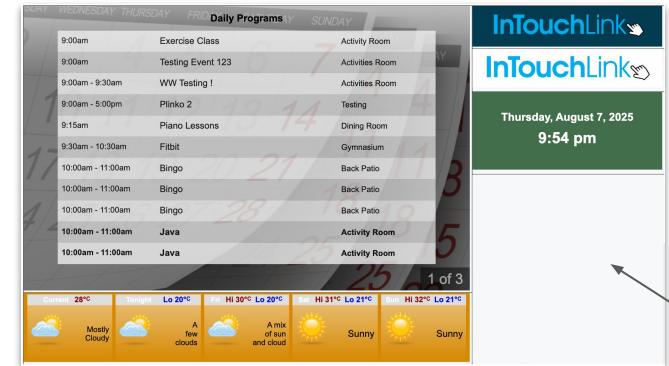 SDAY WEDNESDAY THURSDAY FRID AY SUNDAY
Daily Programs
9:00am Exercise Class Activity Room
9:00am Testing Event 123 Activities Room
9:00am - 9:30am WW Testing ! Activities Room
9:00am - 5:00pm Plinko 2 Testing
9:15am Piano Lessons Dining Room
9:30am - 10:30am Fitbit Gymnasium
10:00am - 11:00am Bingo Back Patio
10:00am - 11:00am Bingo Back Patio
10:00am - 11:00am Bingo Back Patio
10:00am - 11:00am Java Activity Room
10:00am - 11:00am Java Activity Room
1 of 3
Current 28°C
Mostly
Cloudy
Tonight Lo 20°C
A
few
clouds
Fri Hi 30°C Lo 20°C
A mix
of sun
and cloud
Sat Hi 31°C Lo 21°C
Sunny
Sun Hi 32°C Lo 21°C
Sunny
InTouchLink
InTouchLink
Thursday, August 7, 2025
9:54 pm